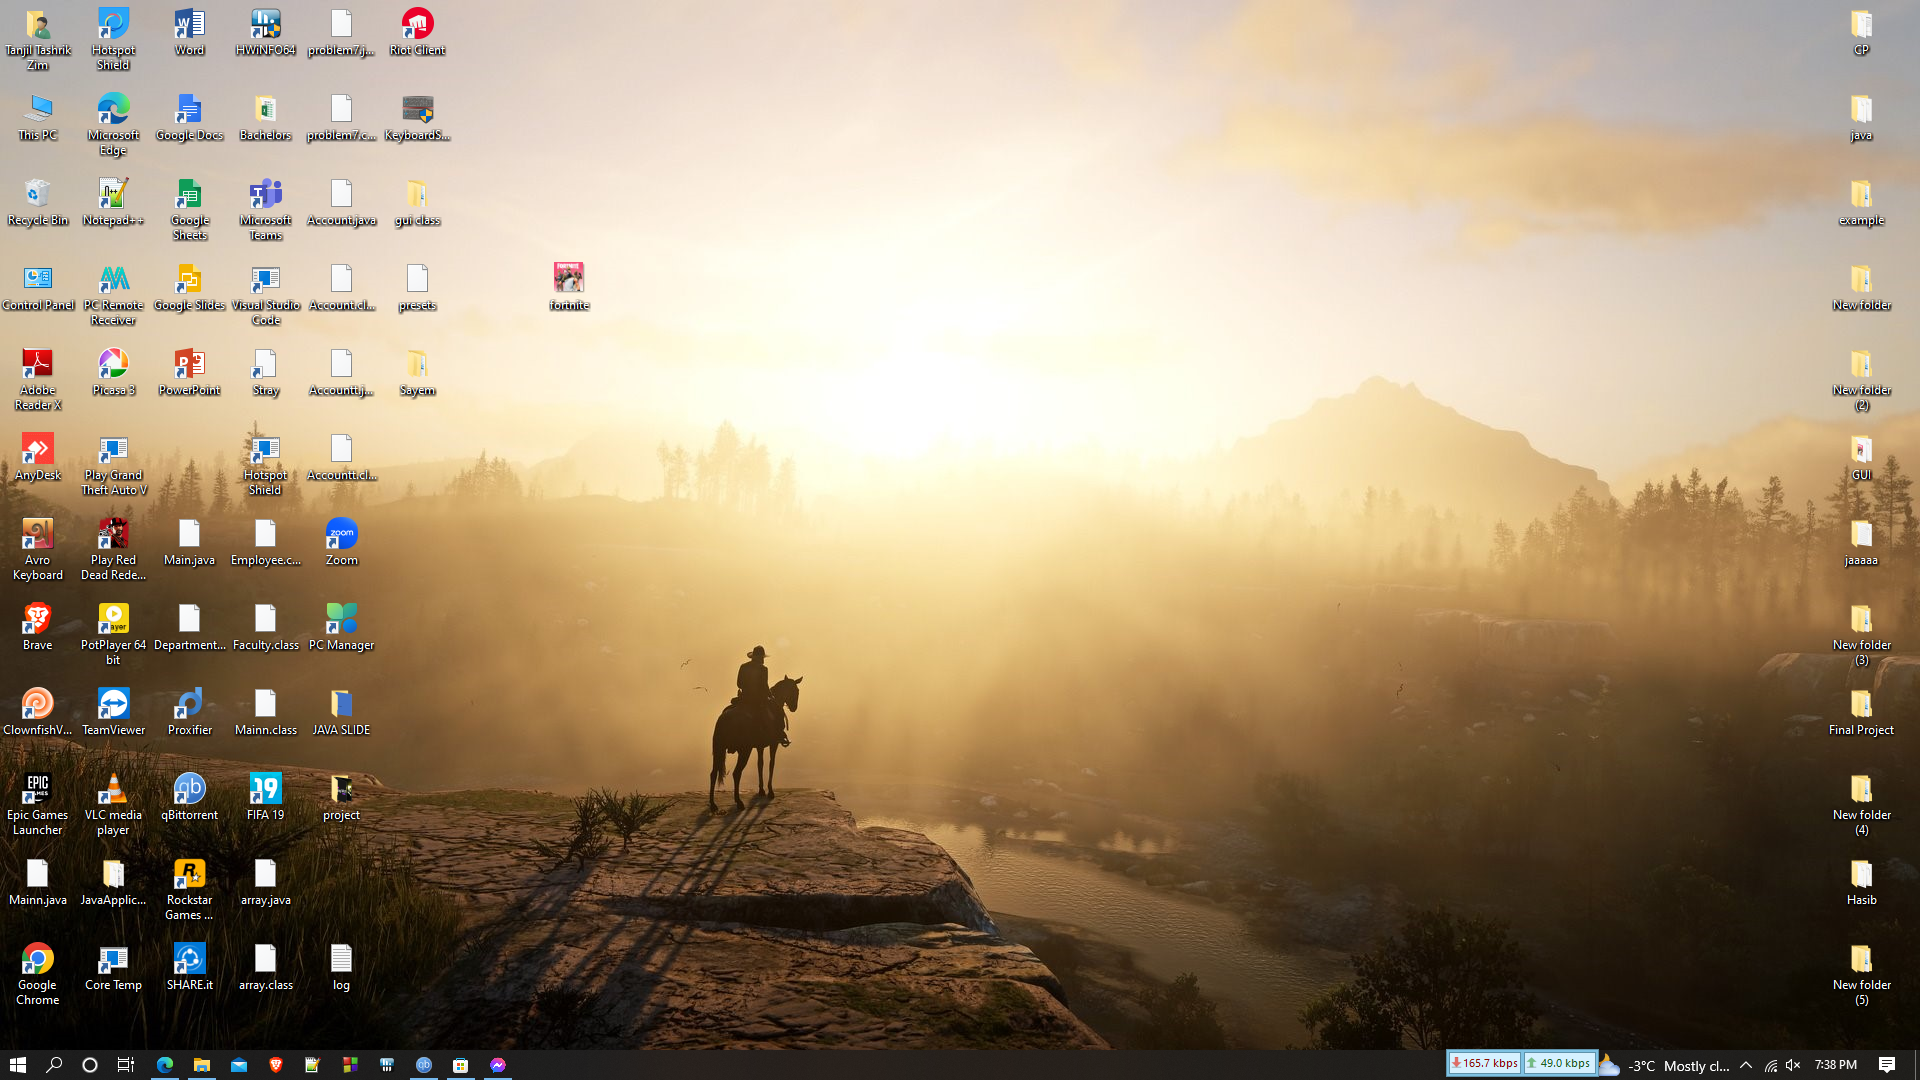 Tanjil Tashrik
Zim
Hotspot
Shield
Word
HWiNFO64
problem7.j...
Riot Client
CP
This PC
Microsoft
Edge
Google Docs
Bachelors
problem7.c...
KeyboardS...
java
Recycle Bin
Notepad++
Google
Sheets
Microsoft
Teams
Account.java
gui class
example
Control Panel
PC Remote
Receiver
Google Slides
Visual Studio
Code
Account.cl...
presets
FORTNITE
fortnite
New folder
Adobe
Reader X
Picasa 3
PowerPoint
Stray
Accountt.j...
Sayem
New folder
(2)
AnyDesk
Play Grand
Theft Auto V
Hotspot
Shield
Accountt.cl...
GUI
Avro
Keyboard
Play Red
Dead Rede...
Main.java
Employee.c...
zoom
Zoom
jaaaaa
Brave
PotPlayer 64
bit
Department...
Faculty.class
PC Manager
New folder
(3)
ClownfishV...
TeamViewer
Proxifier
Mainn.class
JAVA SLIDE
Final Project
EPIC
GAMES
Epic Games
Launcher
VLC media
player
qb
qBittorrent
19
FIFA 19
project
New folder
(4)
Mainn.java
JavaApplic...
Rockstar
Games ...
array.java
Hasib
Google
Chrome
Core Temp
SHARE.it
array.class
log
New folder
(5)
165.7 kbps
49.0 kbps
-3°C Mostly cl...
7:38 PM